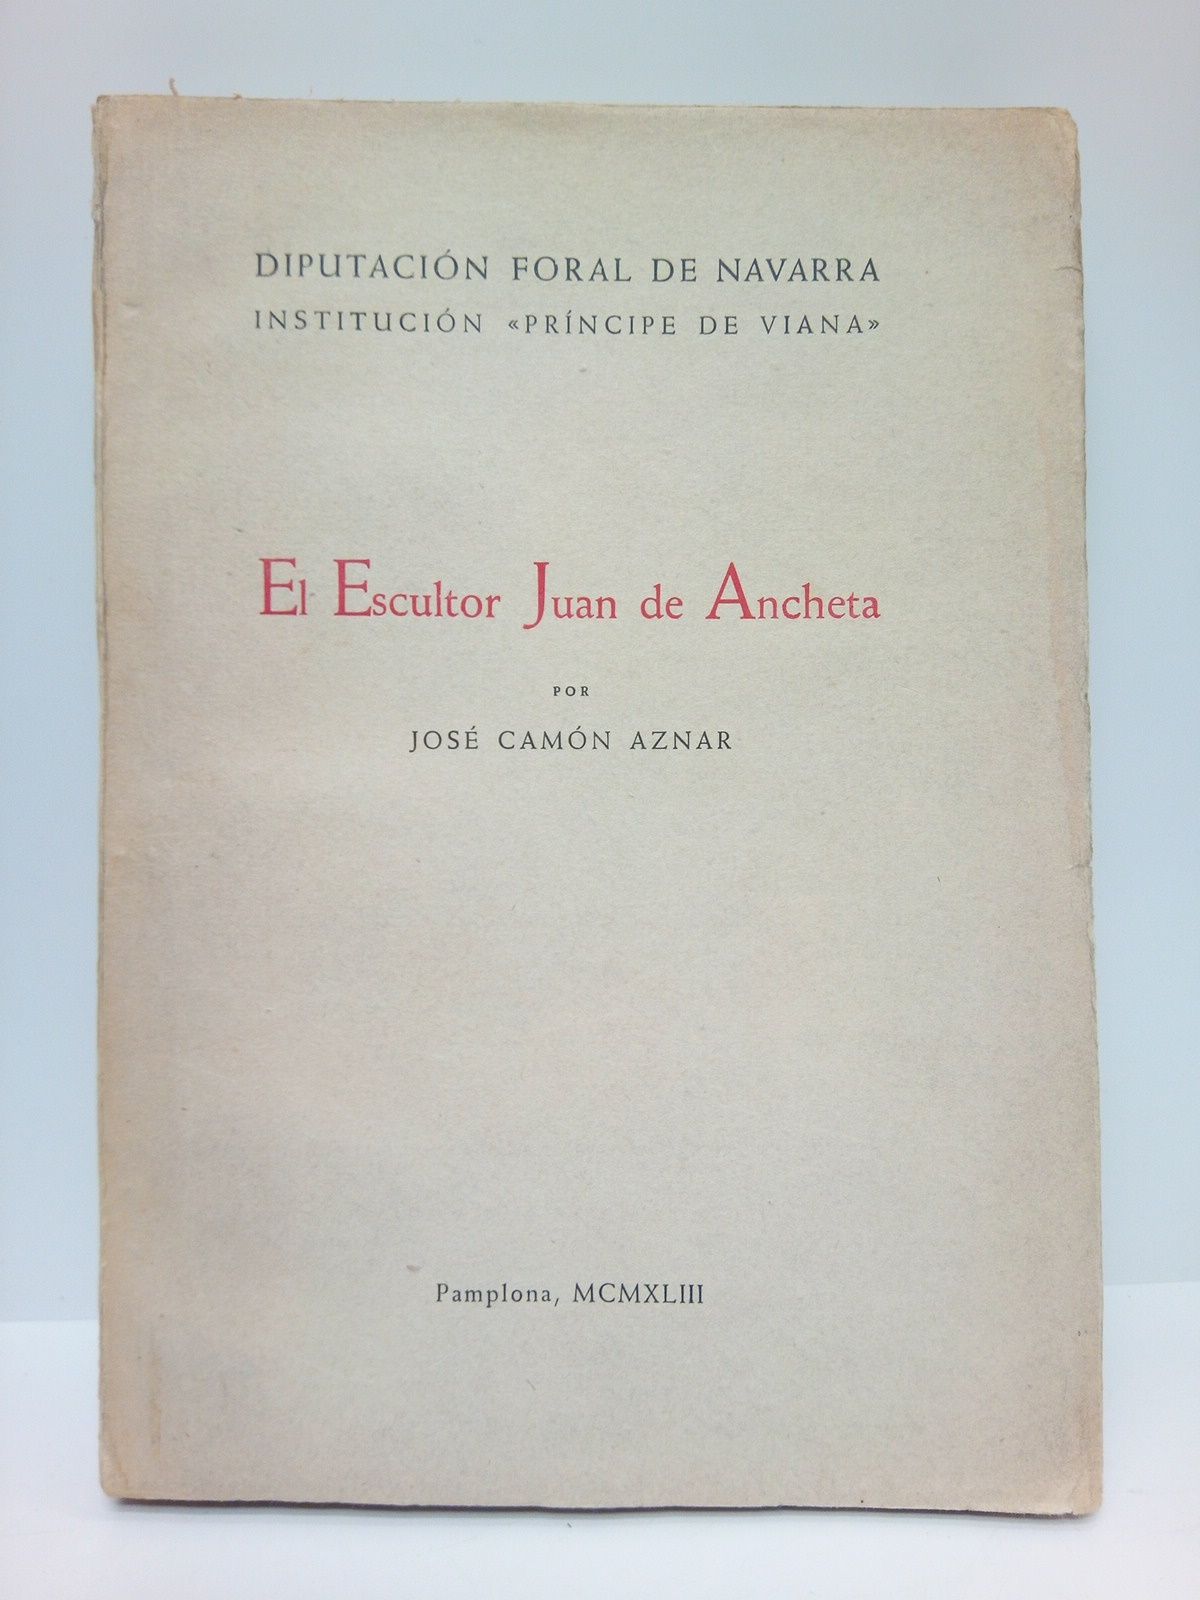 DIPUTACIÓN FORAL DE NAVARRA
INSTITUCIÓN «PRÍNCIPE DE VIANA»
El Escultor Juan de Ancheta
POR
JOSÉ CAMÓN AZNAR
Pamplona, MCMXLIII